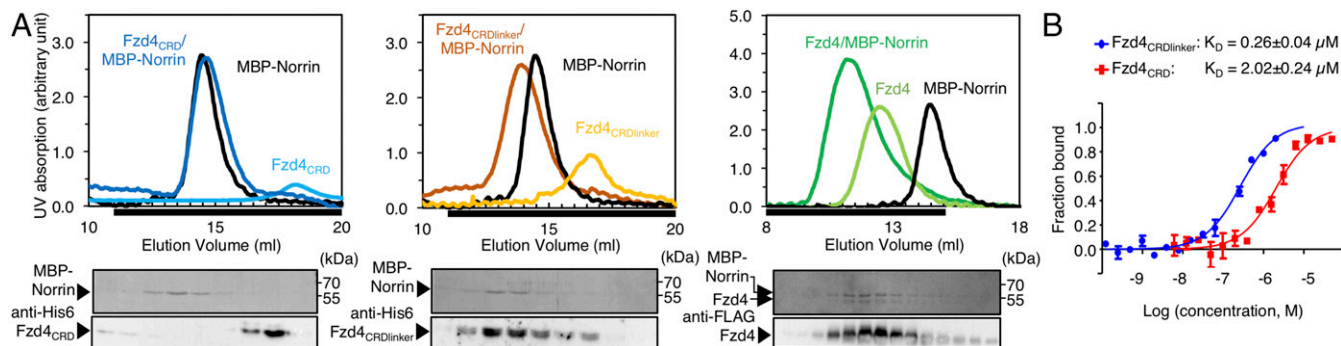 A
UV absorption (arbitrary unit)
3.0
2.0
1.0
0.0
Fzd4CRD/
MBP-Norrin
MBP-Norrin
Fzd4CRD
10 15 20
Elution Volume (ml)
(kDa)
MBP-
Norrin
70
55
anti-His6
Fzd4CRD
3.0
2.0
1.0
0.0
Fzd4CRDlinker/
MBP-Norrin
MBP-Norrin
Fzd4CRDlinker
10 15 20
Elution Volume (ml)
(kDa)
MBP-
Norrin
70
55
anti-His6
Fzd4CRDlinker
5.0
4.0
3.0
2.0
1.0
0.0
Fzd4/MBP-Norrin
Fzd4
MBP-Norrin
8 13 18
Elution Volume (ml)
(kDa)
MBP-
Norrin
Fzd4
70
55
anti-FLAG
Fzd4
B
Fzd4CRDlinker: KD = 0.26±0.04 µM
Fzd4CRD: KD = 2.02±0.24 µM
Fraction bound
1.0
0.8
0.6
0.4
0.2
0.0
-9 -8 -7 -6 -5
Log (concentration, M)